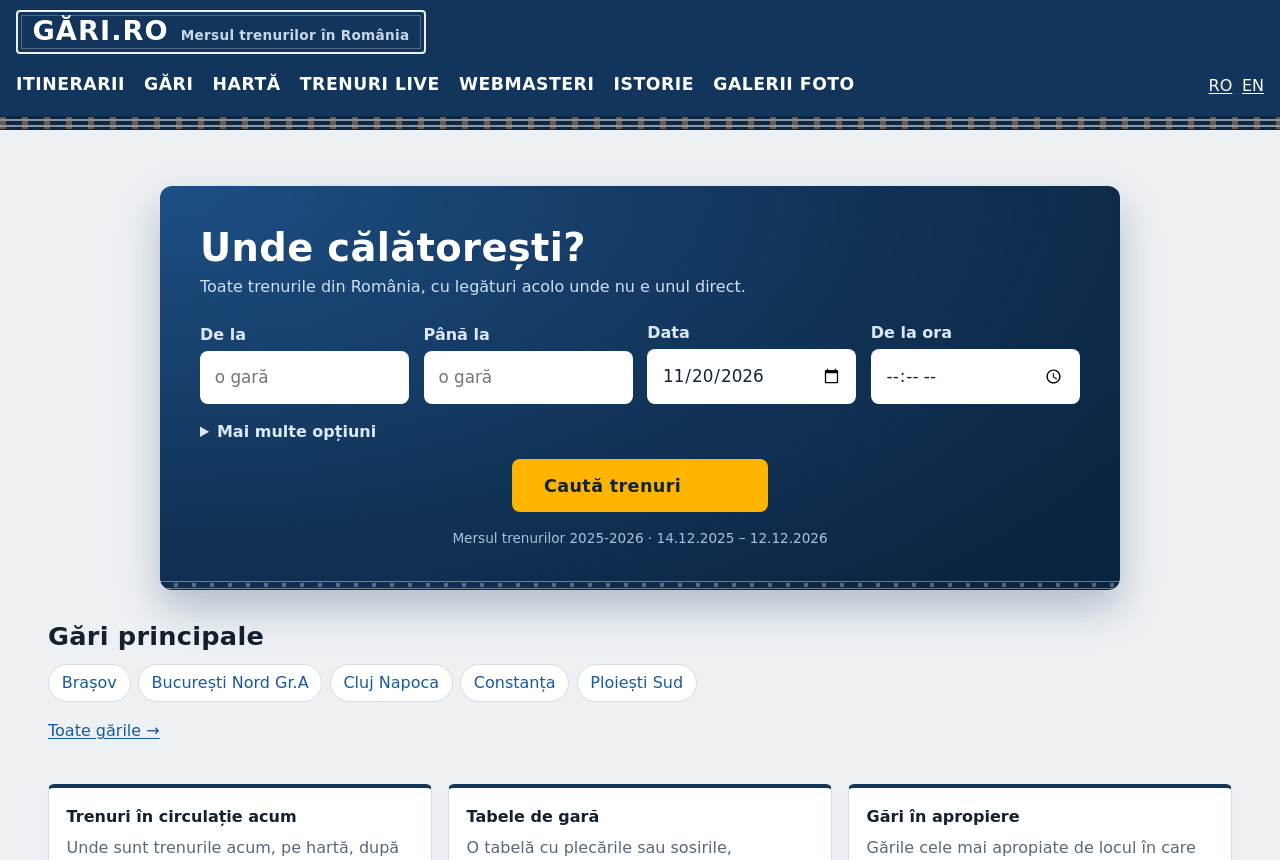 GĂRI.RO Mersul trenurilor în România
ITINERARII GĂRI HARTĂ TRENURI LIVE WEBMASTERI ISTORIE GALERII FOTO RO EN
Unde călătorești?
Toate trenurile din România, cu legături acolo unde nu e unul direct.
De la Până la Data De la ora
o gară o gară 11/20/2026 --:-- --
Mai multe opțiuni
Caută trenuri
Mersul trenurilor 2025-2026 · 14.12.2025 – 12.12.2026
Gări principale
Brașov București Nord Gr.A Cluj Napoca Constanța Ploiești Sud
Toate gările →
Trenuri în circulație acum Tabele de gară Gări în apropiere
Unde sunt trenurile acum, pe hartă, după O tabelă cu plecările sau sosirile, Gările cele mai apropiate de locul în care